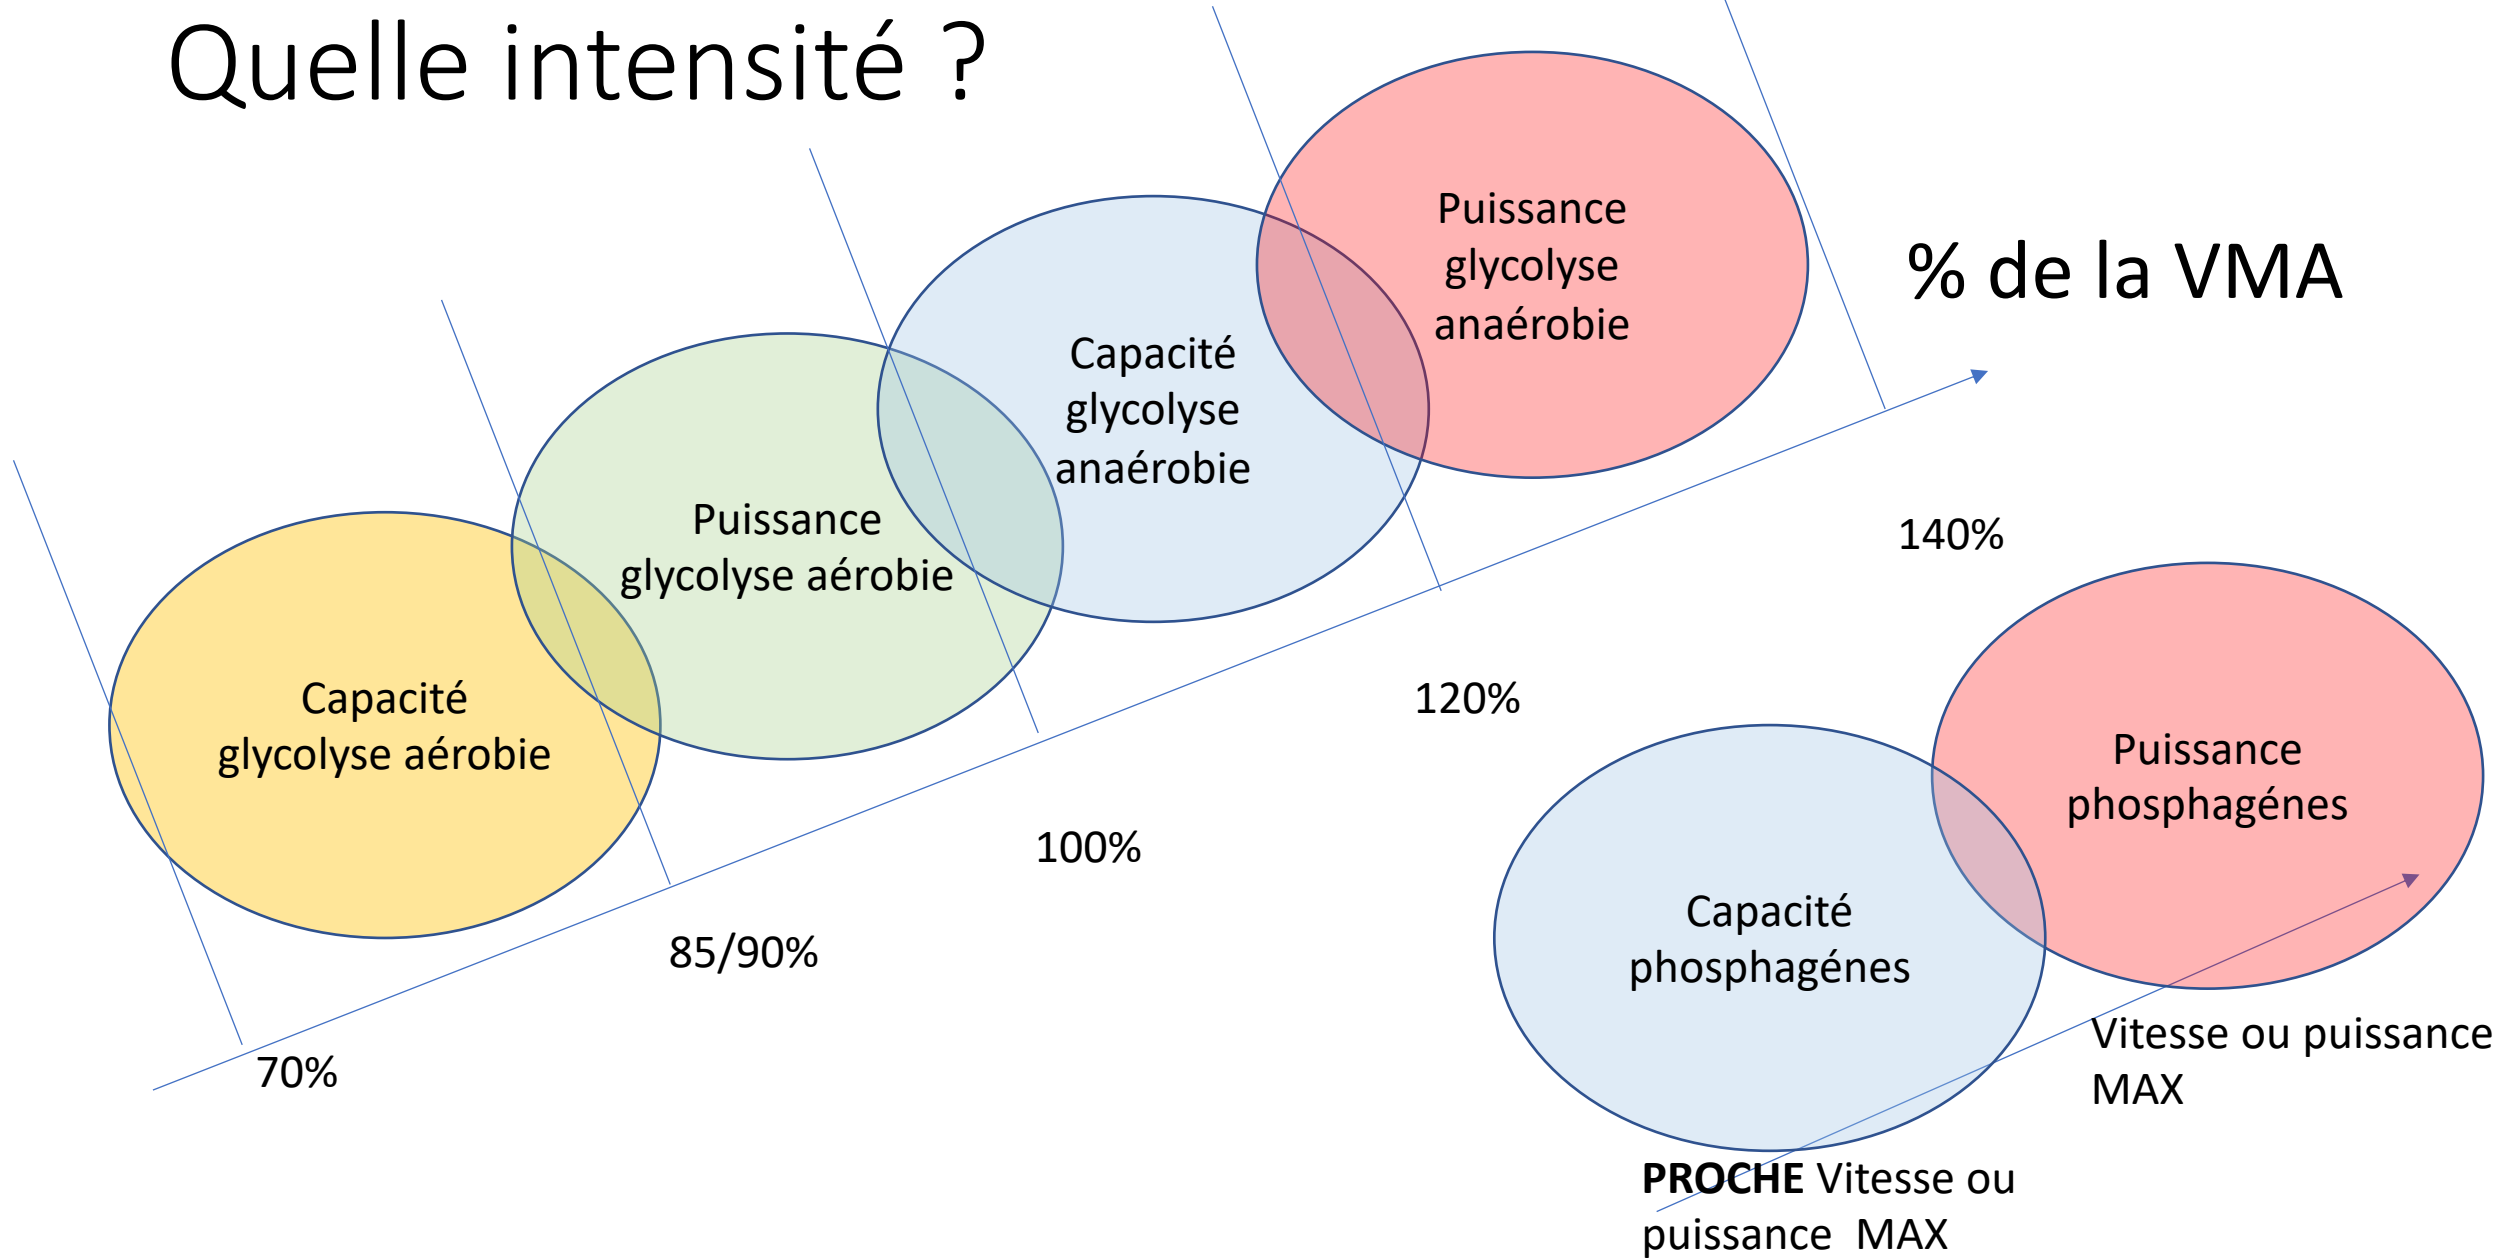 Quelle intensité ?
Puissance
glycolyse
anaérobie
% de la VMA
Capacité
glycolyse
anaérobie
Puissance
glycolyse aérobie
Capacité
glycolyse aérobie
70%
85/90%
100%
120%
140%
Puissance
phosphagénes
Capacité
phosphagénes
Vitesse ou puissance
MAX
PROCHE Vitesse ou
puissance MAX